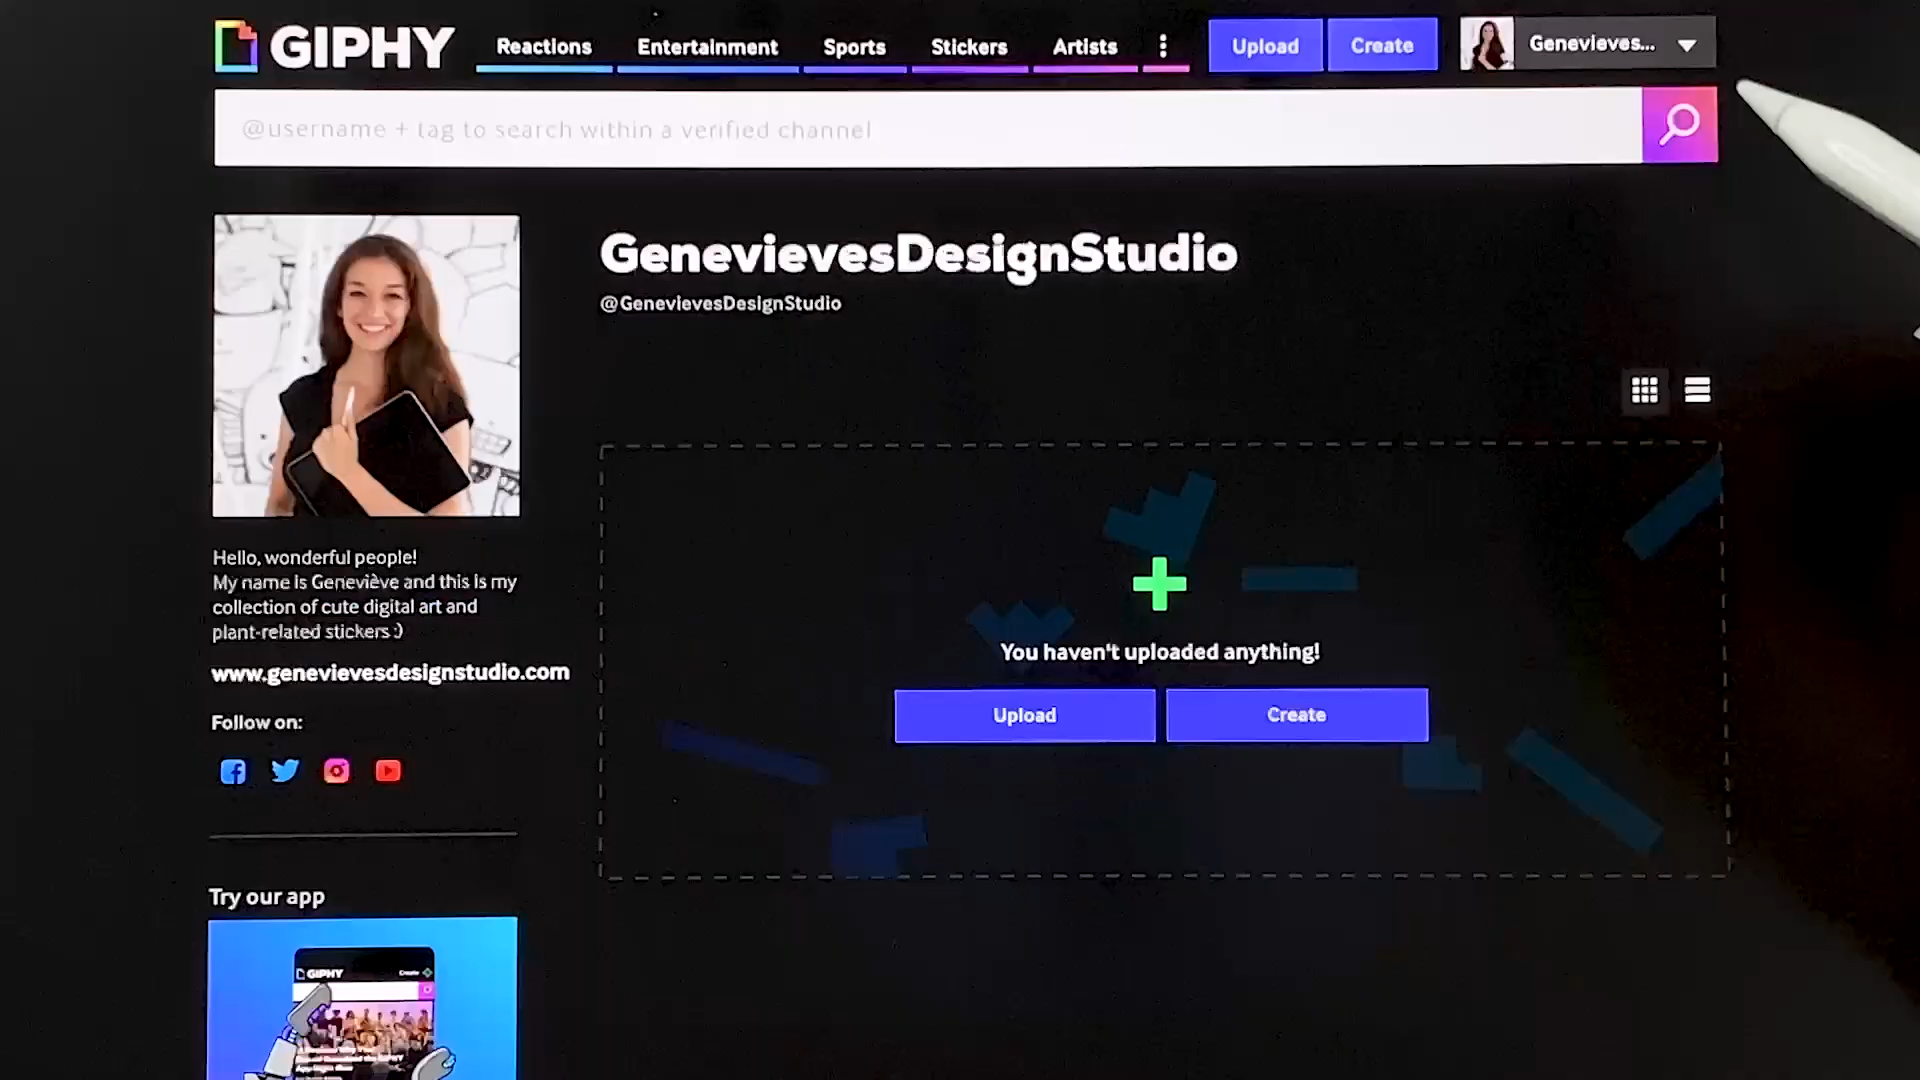 GIPHY
Reactions
Entertainment
Sports
Stickers
Artists
Upload
Create
Genevieves...
@username + tag to search within a verified channel
GenevievesDesignStudio
@GenevievesDesignStudio
Hello, wonderful people!
My name is Geneviève and this is my
collection of cute digital art and
plant-related stickers :)
www.genevievesdesignstudio.com
Follow on:
You haven't uploaded anything!
Upload
Create
Try our app
GIPHY
Create